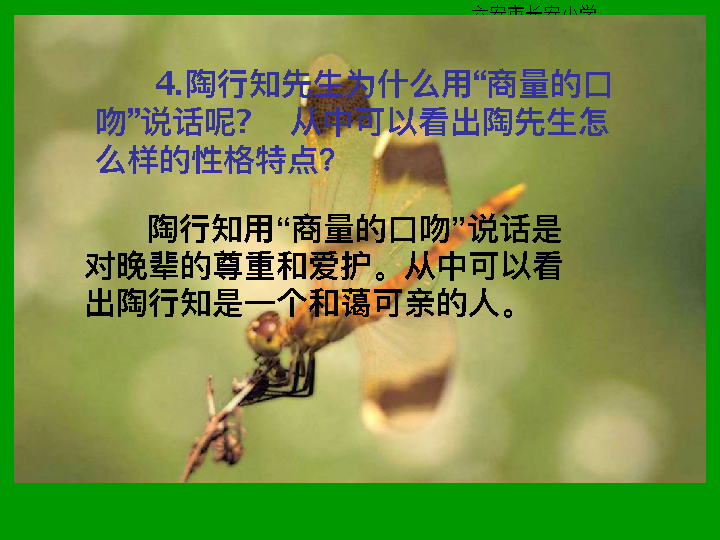 六安市长安小学
4.陶行知先生为什么用“商量的口
吻”说话呢? 从中可以看出陶先生怎
么样的性格特点?
陶行知用“商量的口吻”说话是
对晚辈的尊重和爱护。从中可以看
出陶行知是一个和蔼可亲的人。